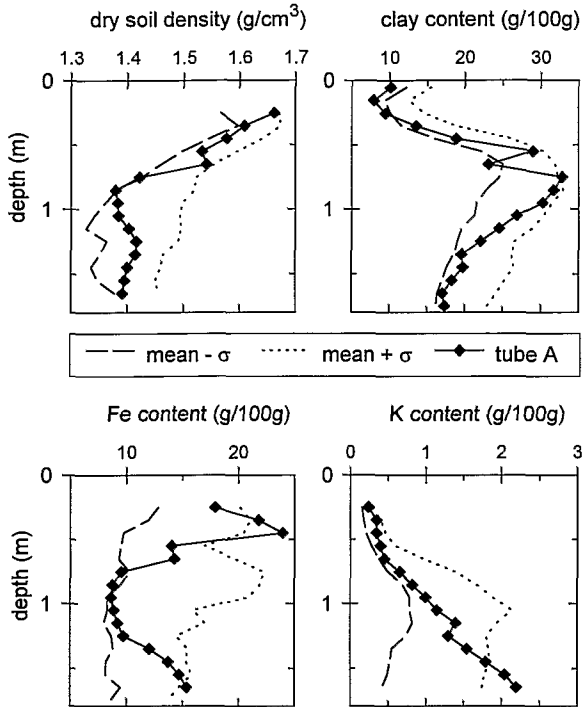 dry soil density (g/cm³) clay content (g/100g)
1.3 1.4 1.5 1.6 1.7 10 20 30
0 0
depth (m)
1 1
mean - σ mean + σ tube A
Fe content (g/100g) K content (g/100g)
10 20 0 1 2 3
0 0
depth (m)
1 1